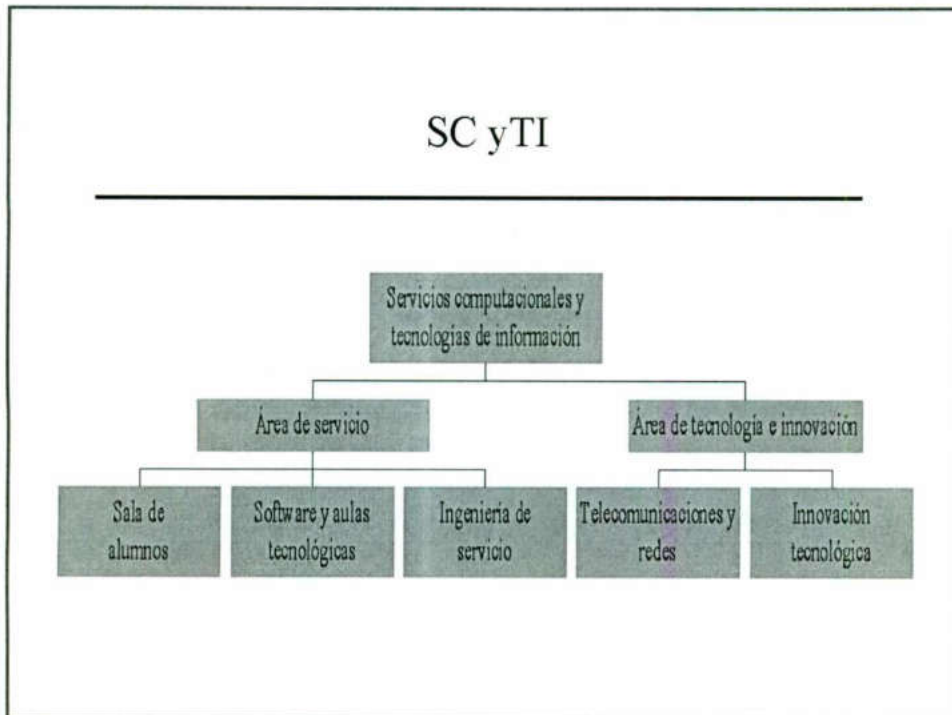 SC yTI
Servicios computacionales y
tecnologías de información
Área de servicio
Área de tecnología e innovación
Sala de
alumnos
Software y aulas
tecnológicas
Ingeniería de
servicio
Telecomunicaciones y
redes
Innovación
tecnológica